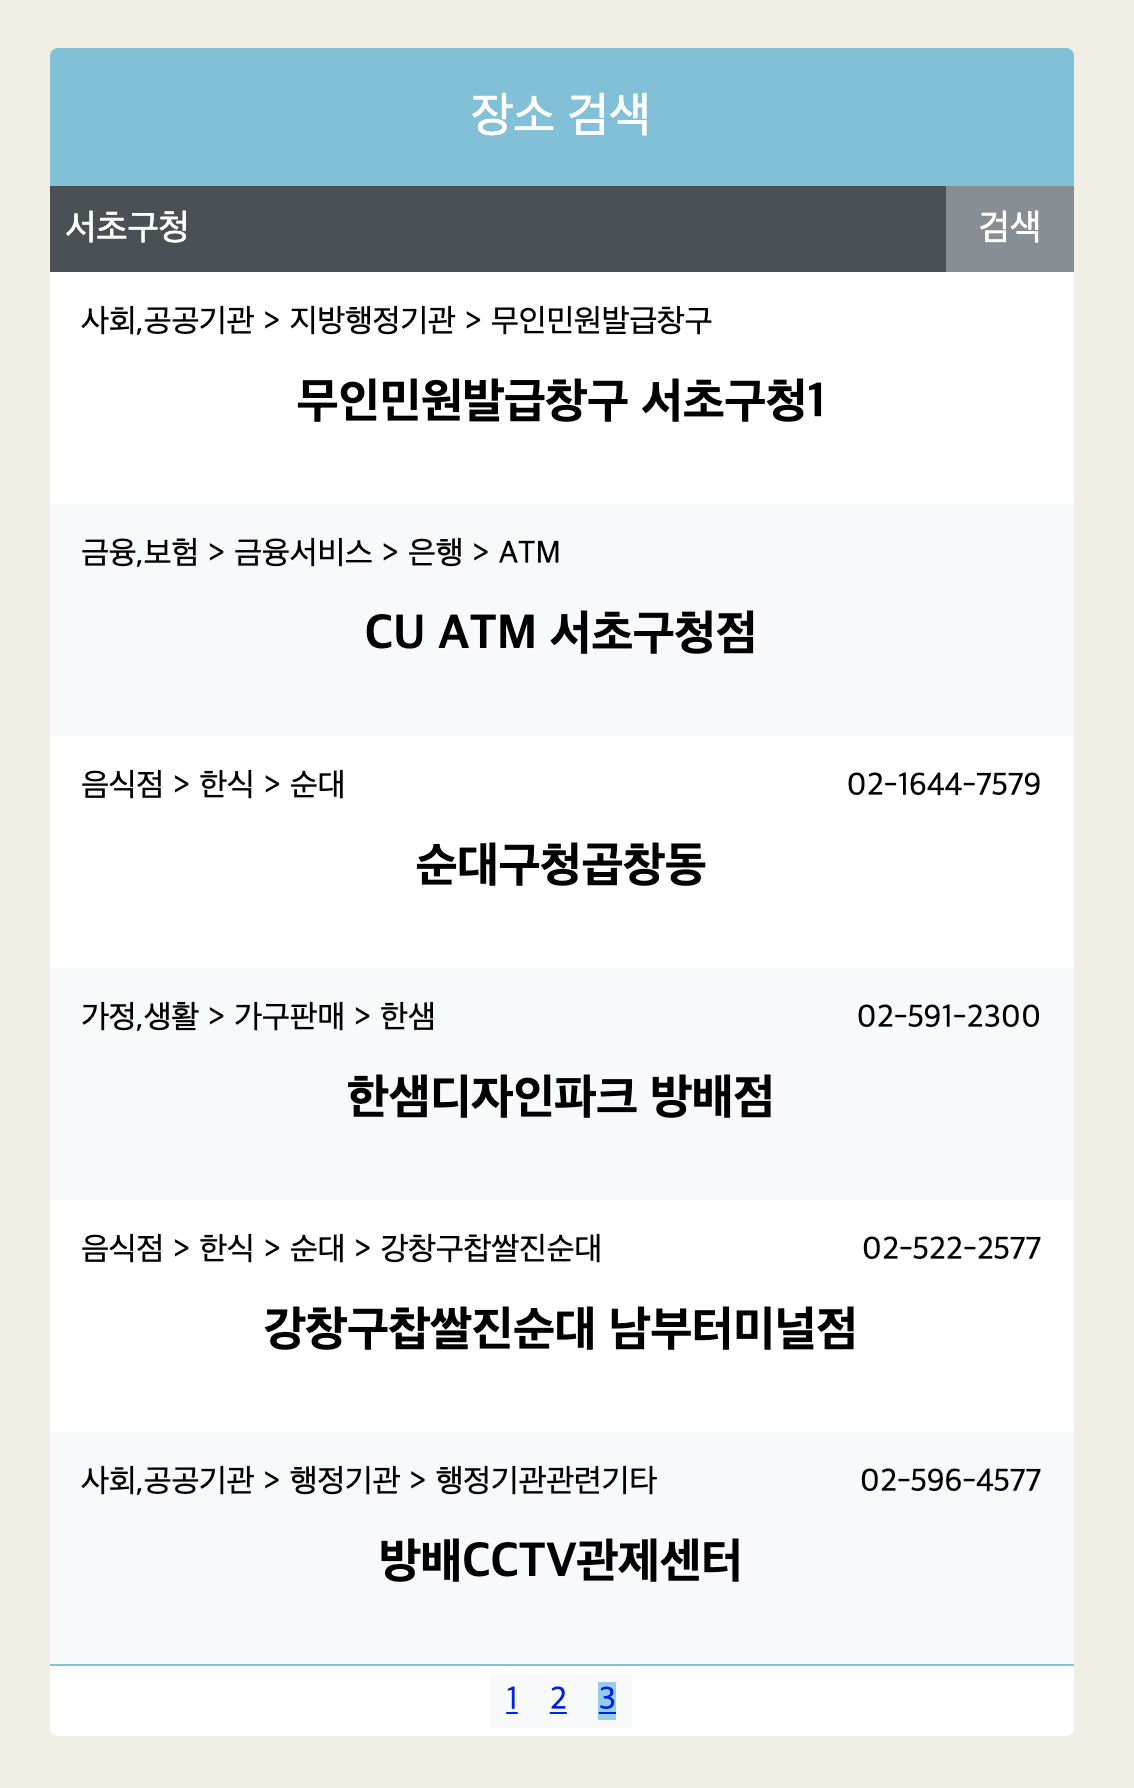 장소 검색
서초구청 검색
사회,공공기관 > 지방행정기관 > 무인민원발급창구
무인민원발급창구 서초구청1
금융,보험 > 금융서비스 > 은행 > ATM
CU ATM 서초구청점
음식점 > 한식 > 순대 02-1644-7579
순대구청곱창동
가정,생활 > 가구판매 > 한샘 02-591-2300
한샘디자인파크 방배점
음식점 > 한식 > 순대 > 강창구찹쌀진순대 02-522-2577
강창구찹쌀진순대 남부터미널점
사회,공공기관 > 행정기관 > 행정기관관련기타 02-596-4577
방배CCTV관제센터
1 2 3